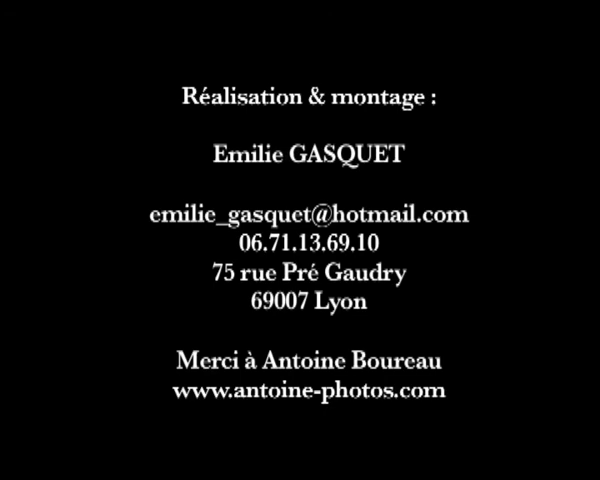 Réalisation & montage :
Emilie GASQUET
emilie_gasquet@hotmail.com
06.71.13.69.10
75 rue Pré Gaudry
69007 Lyon
Merci à Antoine Boureau
www.antoine-photos.com